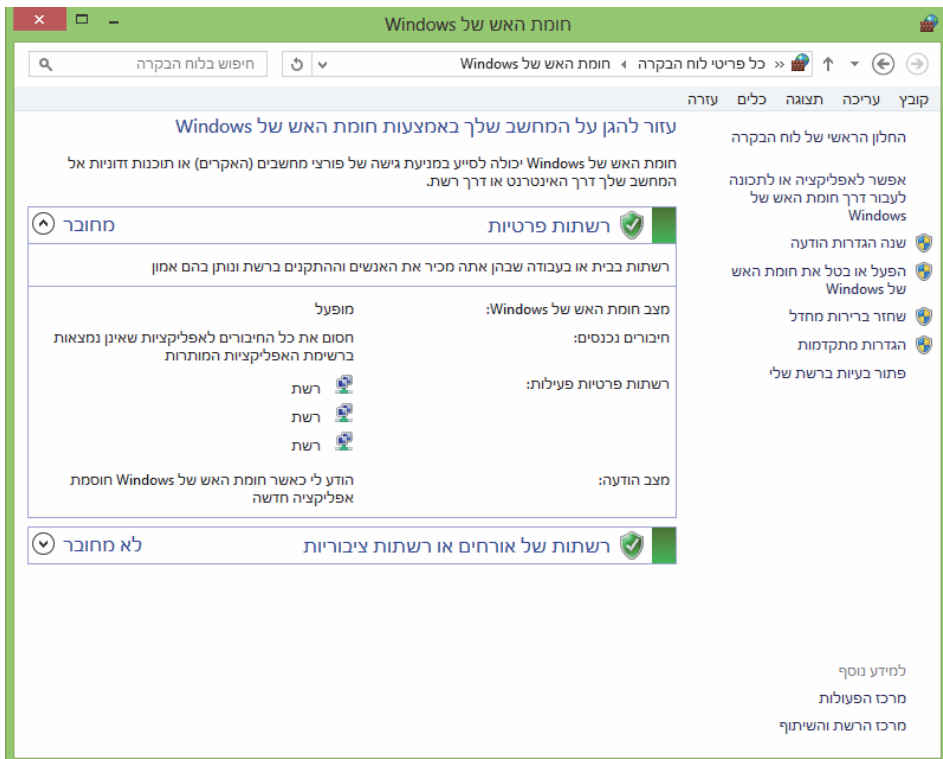 חומת האש של Windows
כל פריטי לוח הבקרה
חומת האש של Windows
חיפוש בלוח הבקרה
קובץ עריכה תצוגה כלים עזרה
החלון הראשי של לוח הבקרה
אפשר לאפליקציה או לתכונה
לעבור דרך חומת האש של
Windows
שנה הגדרות הודעה
הפעל או בטל את חומת האש
של Windows
שחזר ברירות מחדל
הגדרות מתקדמות
פתור בעיות ברשת שלי
עזור להגן על המחשב שלך באמצעות חומת האש של Windows
חומת האש של Windows יכולה לסייע במניעת גישה של פורצי מחשבים (האקרים) או תוכנות זדוניות אל
המחשב שלך דרך האינטרנט או דרך רשת.
רשתות פרטיות מחובר
רשתות בבית או בעבודה שבהן אתה מכיר את האנשים וההתקנים ברשת ונותן בהם אמון
מצב חומת האש של Windows: מופעל
חיבורים נכנסים: חסום את כל החיבורים לאפליקציות שאינן נמצאות
ברשימת האפליקציות המותרות
רשתות פרטיות פעילות: רשת
רשת
רשת
מצב הודעה: הודע לי כאשר חומת האש של Windows חוסמת
אפליקציה חדשה
רשתות של אורחים או רשתות ציבוריות לא מחובר
למידע נוסף
מרכז הפעולות
מרכז הרשת והשיתוף